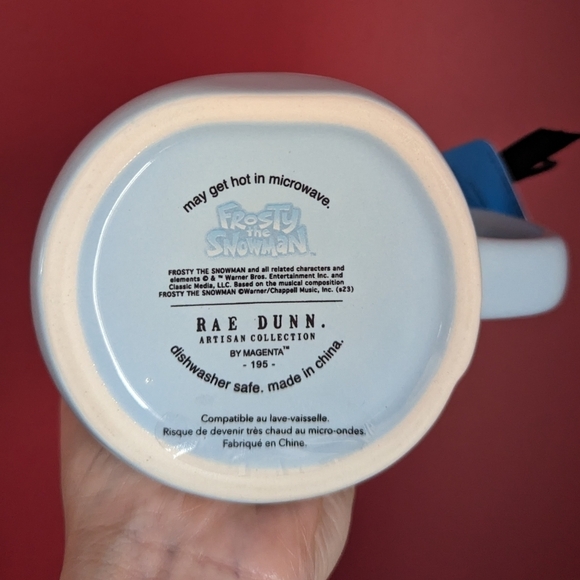 may get hot in microwave.
FROSTY
the
SNOWMAN™
FROSTY THE SNOWMAN and all related characters and
elements © & ™ Warner Bros. Entertainment Inc. and
Classic Media, LLC. Based on the musical composition
FROSTY THE SNOWMAN ©Warner/Chappell Music, Inc. (s23)
RAE DUNN.
ARTISAN COLLECTION
BY MAGENTA™
- 195 -
dishwasher safe. made in china.
Compatible au lave-vaisselle.
Risque de devenir très chaud au micro-ondes.
Fabriqué en Chine.